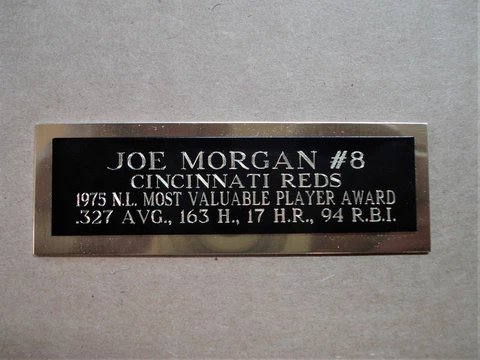 JOE MORGAN #8
CINCINNATI REDS
1975 N.L. MOST VALUABLE PLAYER AWARD
.327 AVG., 163 H., 17 H.R., 94 R.B.I.